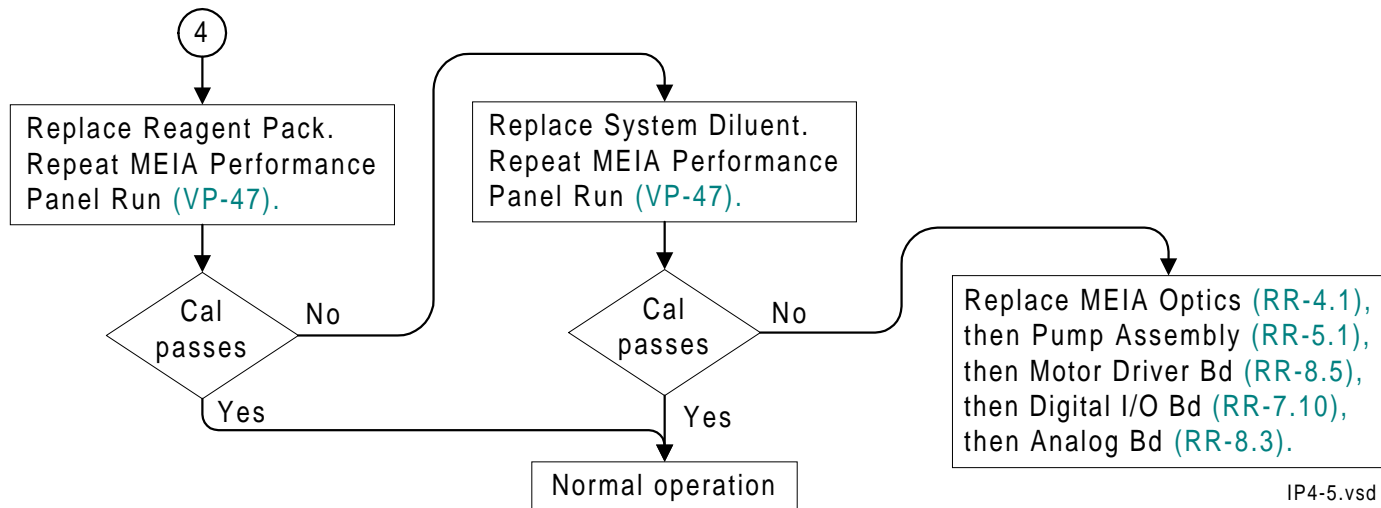 4
Replace Reagent Pack.
Repeat MEIA Performance
Panel Run (VP-47).
Cal
passes
No
Yes
Replace System Diluent.
Repeat MEIA Performance
Panel Run (VP-47).
Cal
passes
No
Yes
Normal operation
Replace MEIA Optics (RR-4.1),
then Pump Assembly (RR-5.1),
then Motor Driver Bd (RR-8.5),
then Digital I/O Bd (RR-7.10),
then Analog Bd (RR-8.3).
IP4-5.vsd